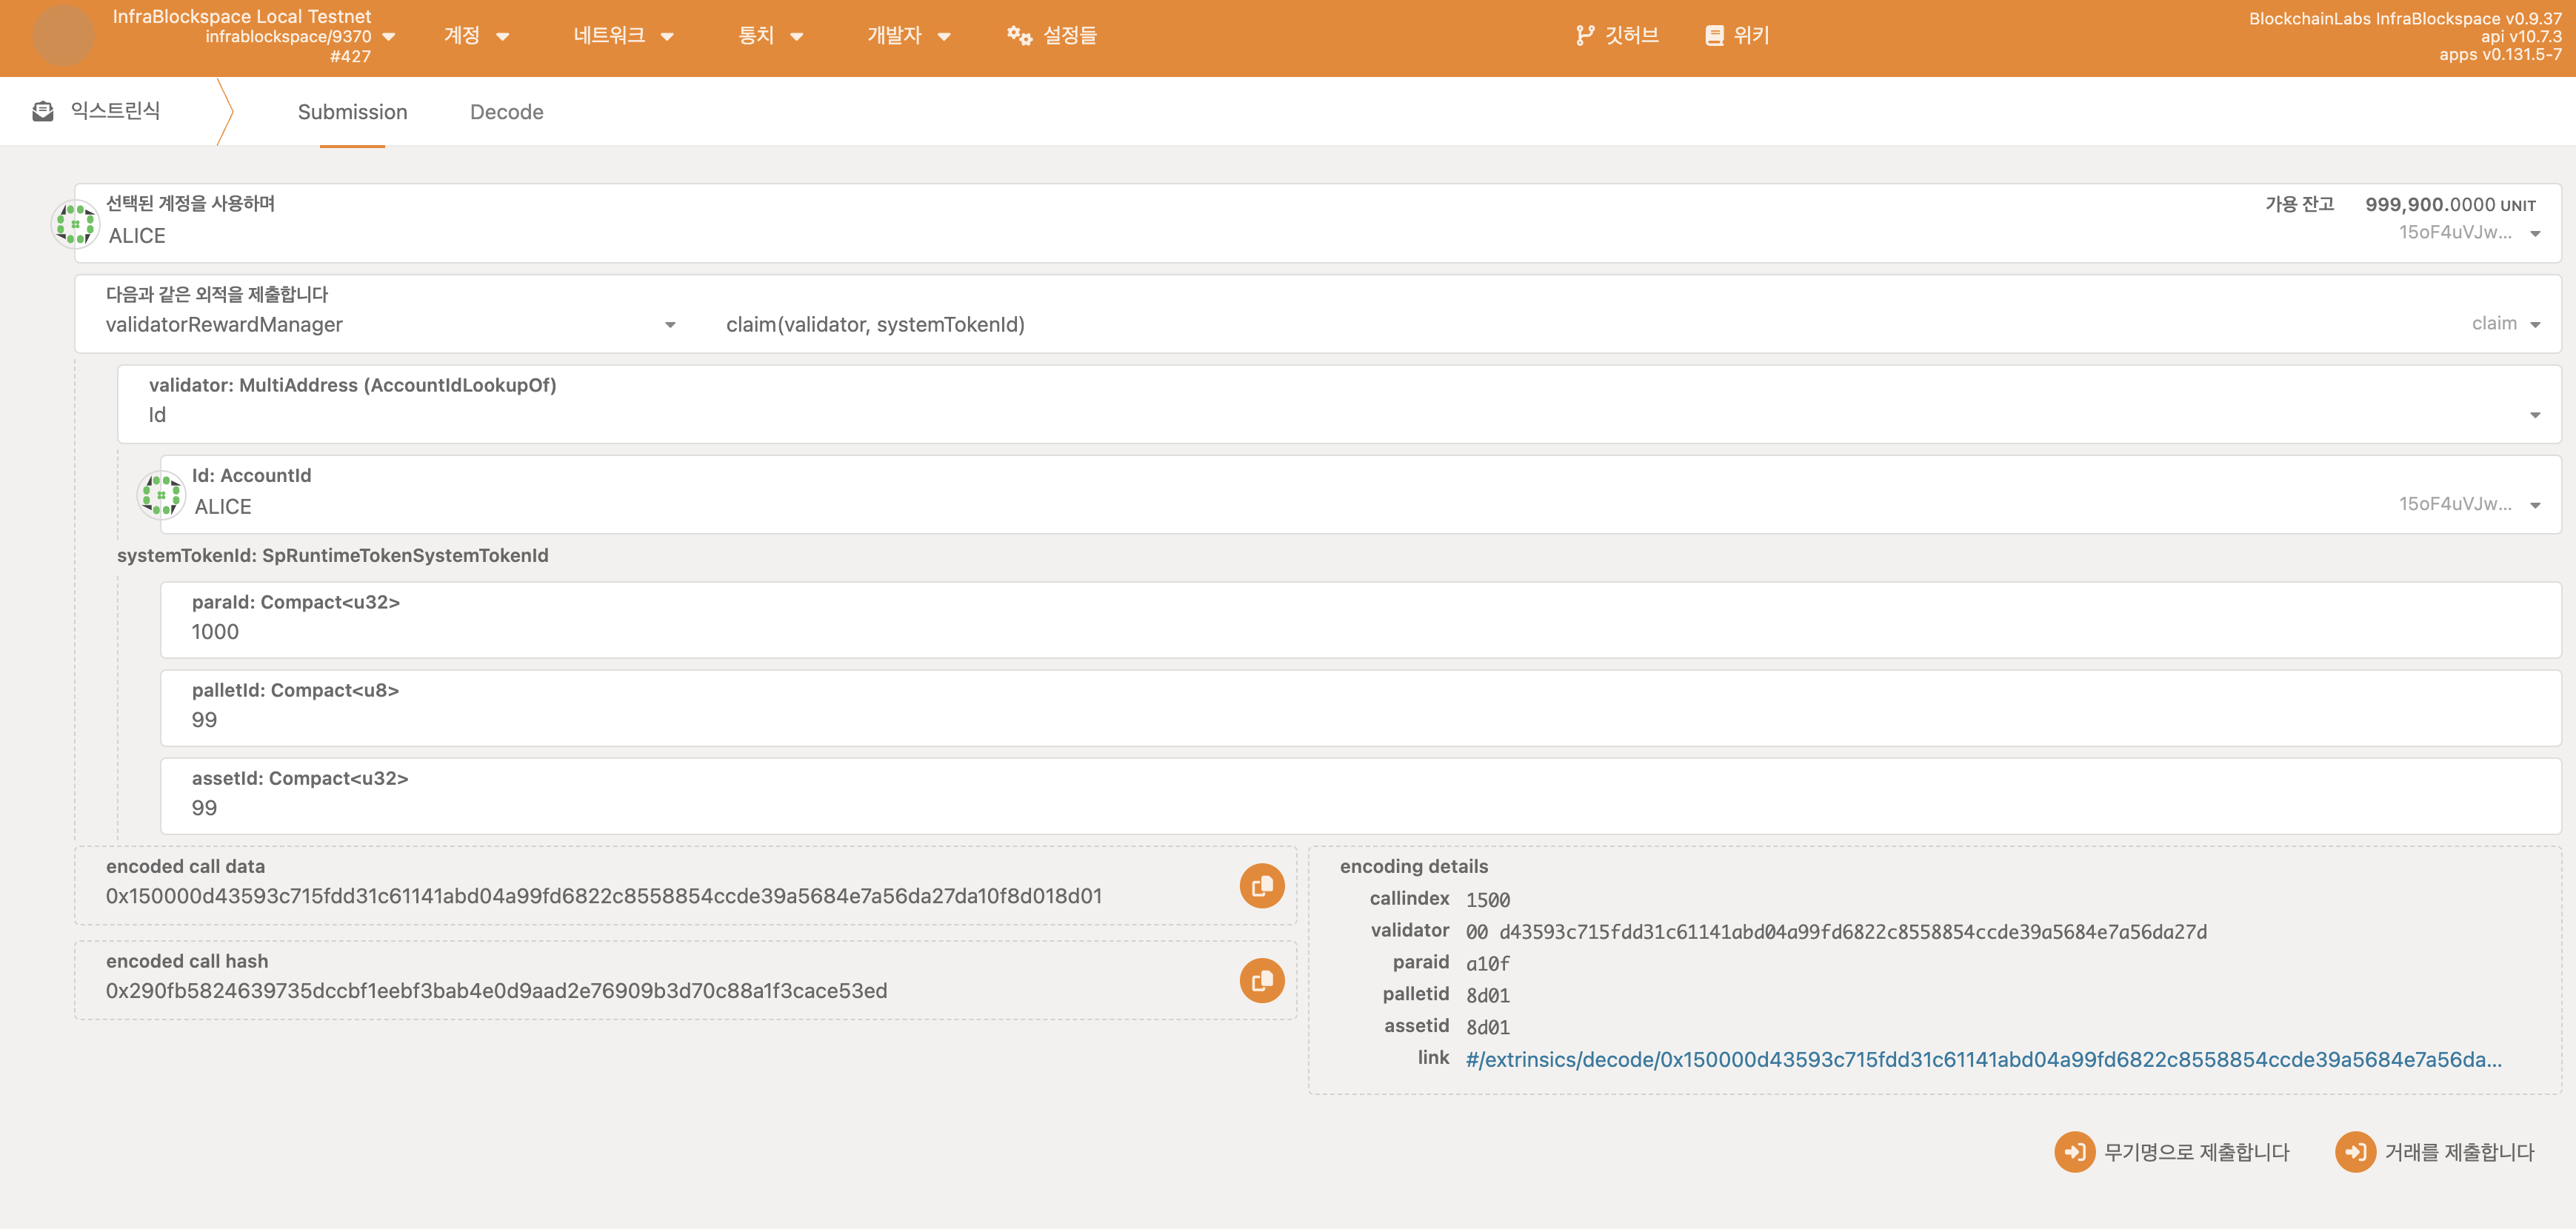 InfraBlockspace Local Testnet
infrablockspace/9370
#427
계정
네트워크
통치
개발자
설정들
깃허브
위키
BlockchainLabs InfraBlockspace v0.9.37
api v10.7.3
apps v0.131.5-7
익스트린식
Submission
Decode
선택된 계정을 사용하며
ALICE
가용 잔고 999,900.0000 UNIT
15oF4uVJw...
다음과 같은 외적을 제출합니다
validatorRewardManager
claim(validator, systemTokenId)
claim
validator: MultiAddress (AccountIdLookupOf)
Id
Id: AccountId
ALICE
15oF4uVJw...
systemTokenId: SpRuntimeTokenSystemTokenId
paraId: Compact<u32>
1000
palletId: Compact<u8>
99
assetId: Compact<u32>
99
encoded call data
0x150000d43593c715fdd31c61141abd04a99fd6822c8558854ccde39a5684e7a56da27da10f8d018d01
encoded call hash
0x290fb5824639735dccbf1eebf3bab4e0d9aad2e76909b3d70c88a1f3cace53ed
encoding details
callindex 1500
validator 00 d43593c715fdd31c61141abd04a99fd6822c8558854ccde39a5684e7a56da27d
paraid a10f
palletid 8d01
assetid 8d01
link #/extrinsics/decode/0x150000d43593c715fdd31c61141abd04a99fd6822c8558854ccde39a5684e7a56da...
무기명으로 제출합니다
거래를 제출합니다